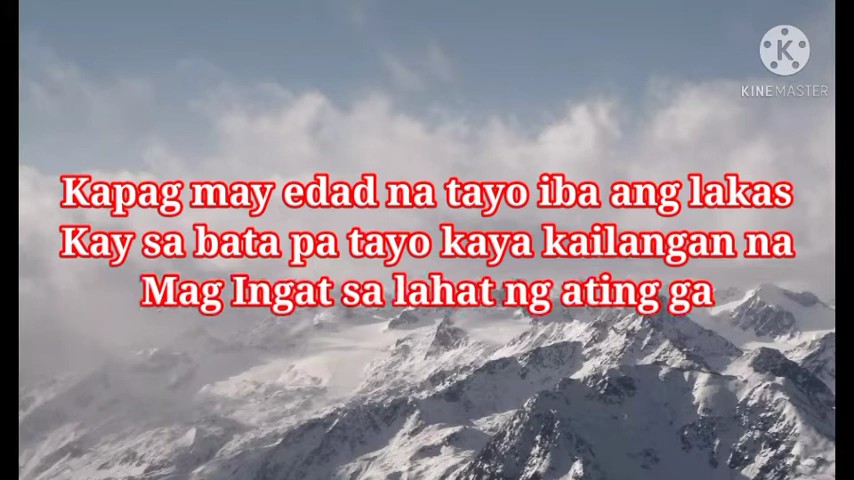 KINEMASTER
Kapag may edad na tayo iba ang lakas
Kay sa bata pa tayo kaya kailangan na
Mag Ingat sa lahat ng ating ga